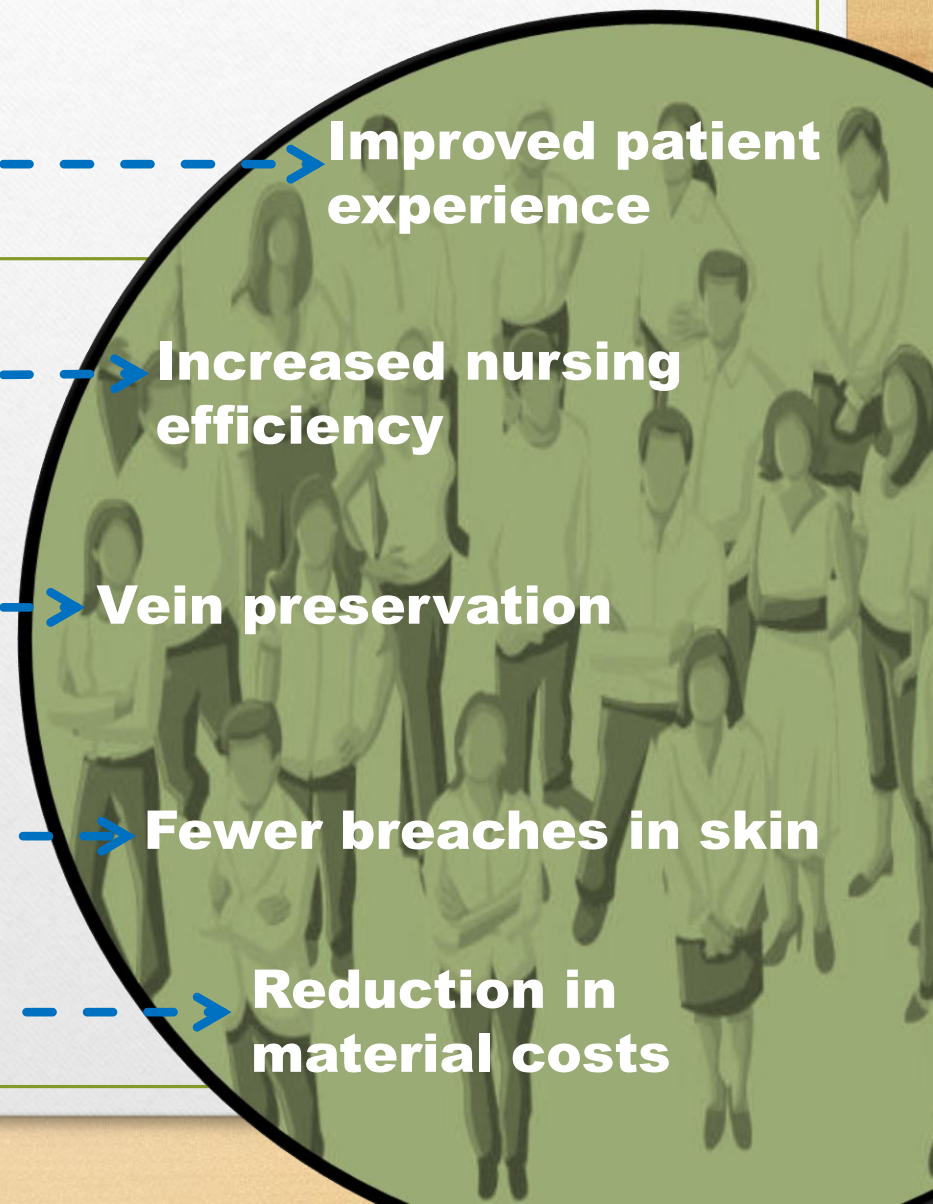 Improved patient
experience
Increased nursing
efficiency
Vein preservation
Fewer breaches in skin
Reduction in
material costs